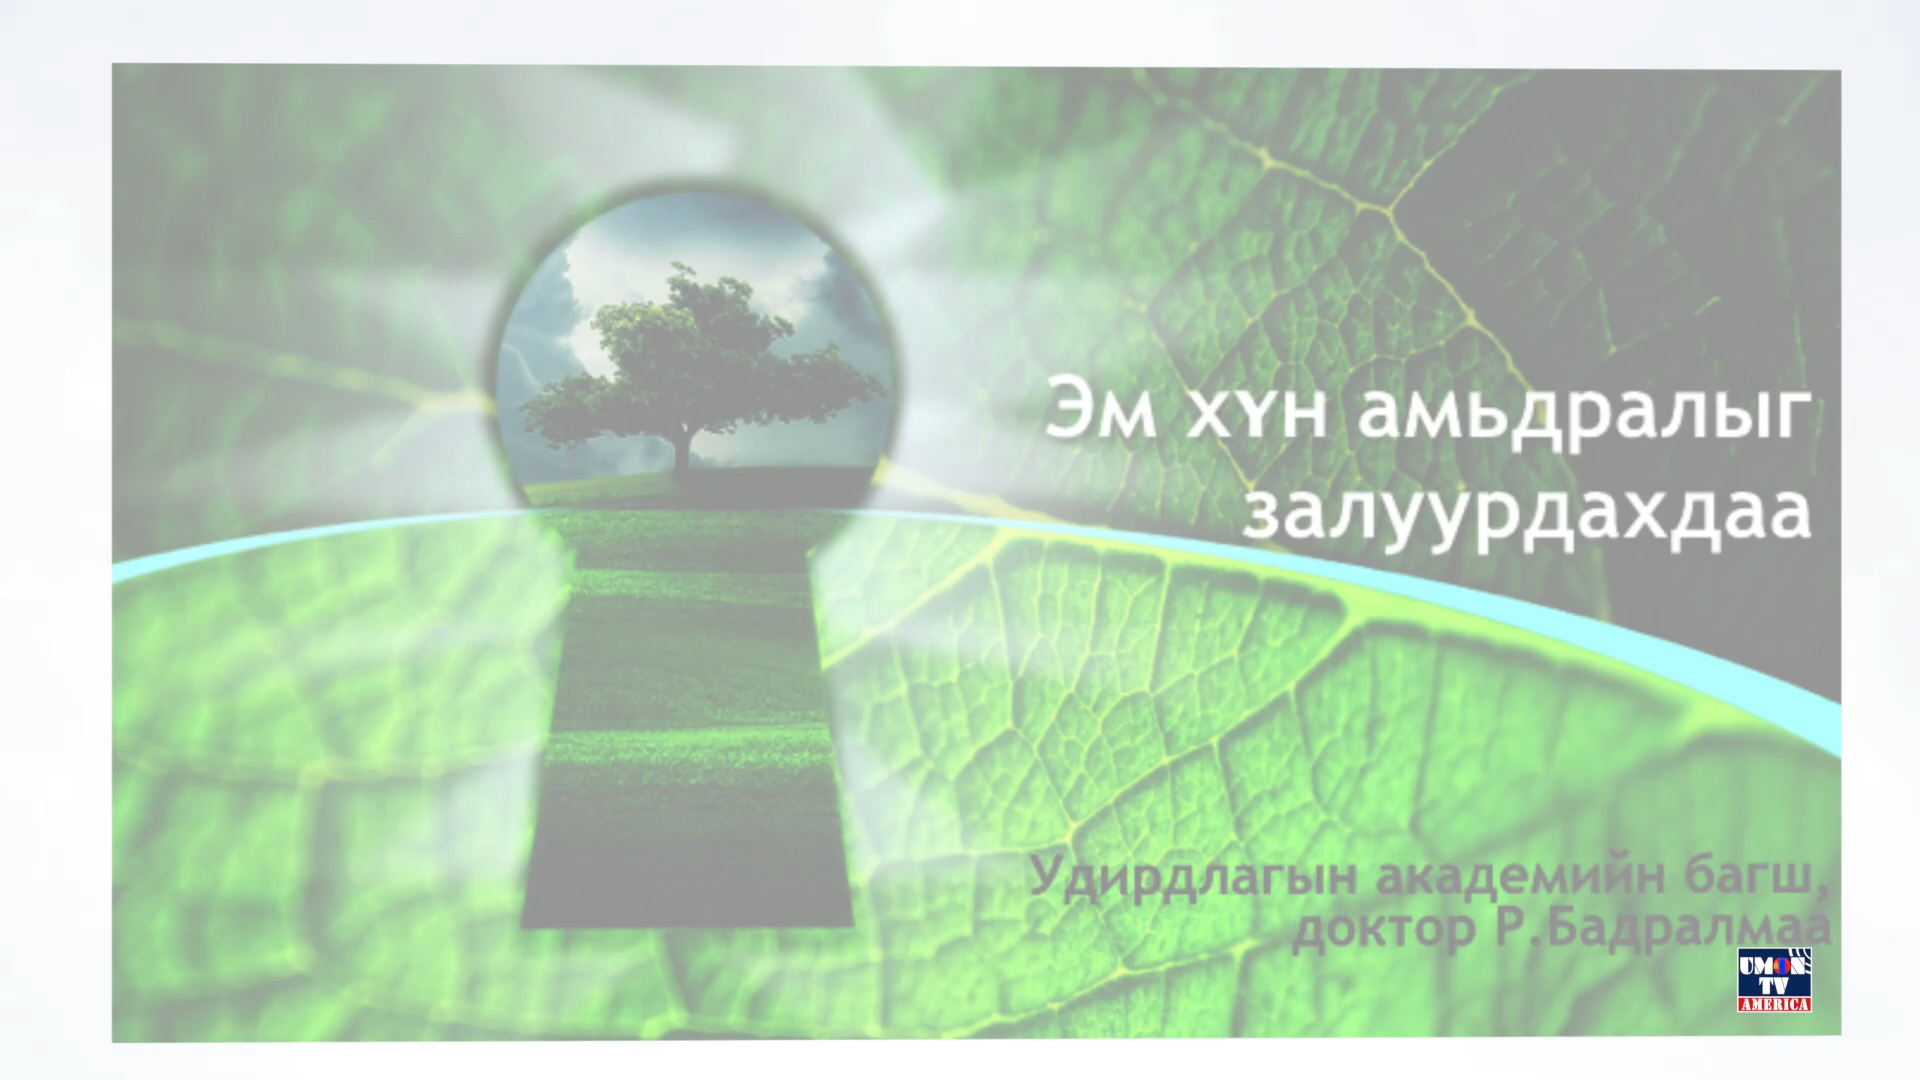 Эм хүн амьдралыг
залуурдахдаа
Удирдлагын академийн багш,
доктор Р.Бадралмаа
UMON
TV
AMERICA